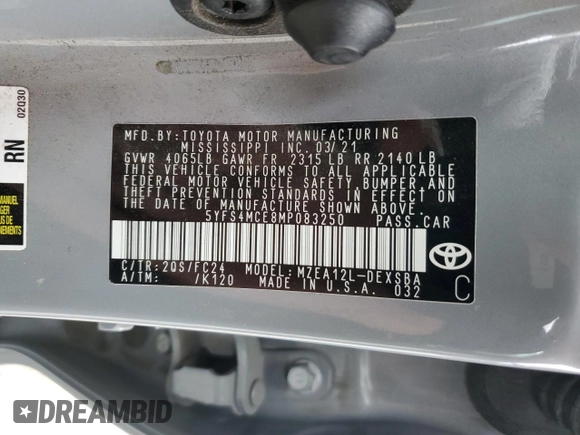 MFD.BY:TOYOTA MOTOR MANUFACTURING
MISSISSIPPI INC. 03/21
GVWR 4065LB GAWR FR 2315 LB RR 2140 LB
THIS VEHICLE CONFORMS TO ALL APPLICABLE
FEDERAL MOTOR VEHICLE SAFETY, BUMPER, AND
THEFT PREVENTION STANDARDS IN EFFECT ON
THE DATE OF MANUFACTURE SHOWN ABOVE.
5YFS4MCE8MP083250 PASS.CAR
C/TR:2QS/FC24 MODEL:MZEA12L-DEXSBA
A/TM: /K120 MADE IN U.S.A. 032
C
RN
02Q30
MANUEL
DREAMBID